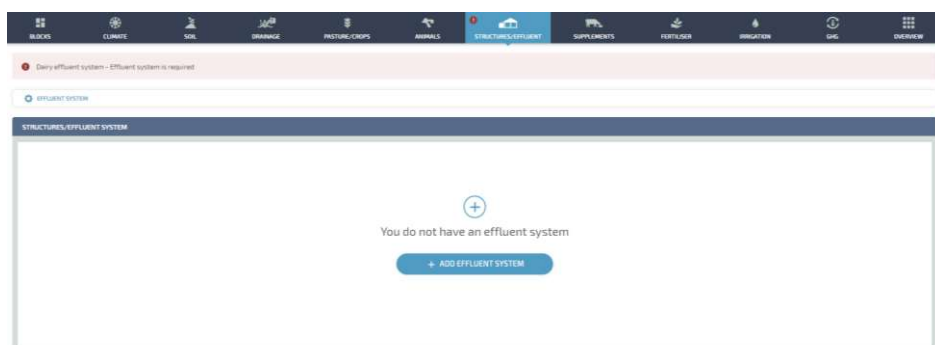 BLOCKS CLIMATE SOIL DRAINAGE PASTURE/CROPS ANIMALS STRUCTURES/EFFLUENT SUPPLEMENTS FERTILISER IRRIGATION GHG OVERVIEW
Dairy effluent system - Effluent system is required
EFFLUENT SYSTEM
STRUCTURES/EFFLUENT SYSTEM
You do not have an effluent system
+ ADD EFFLUENT SYSTEM